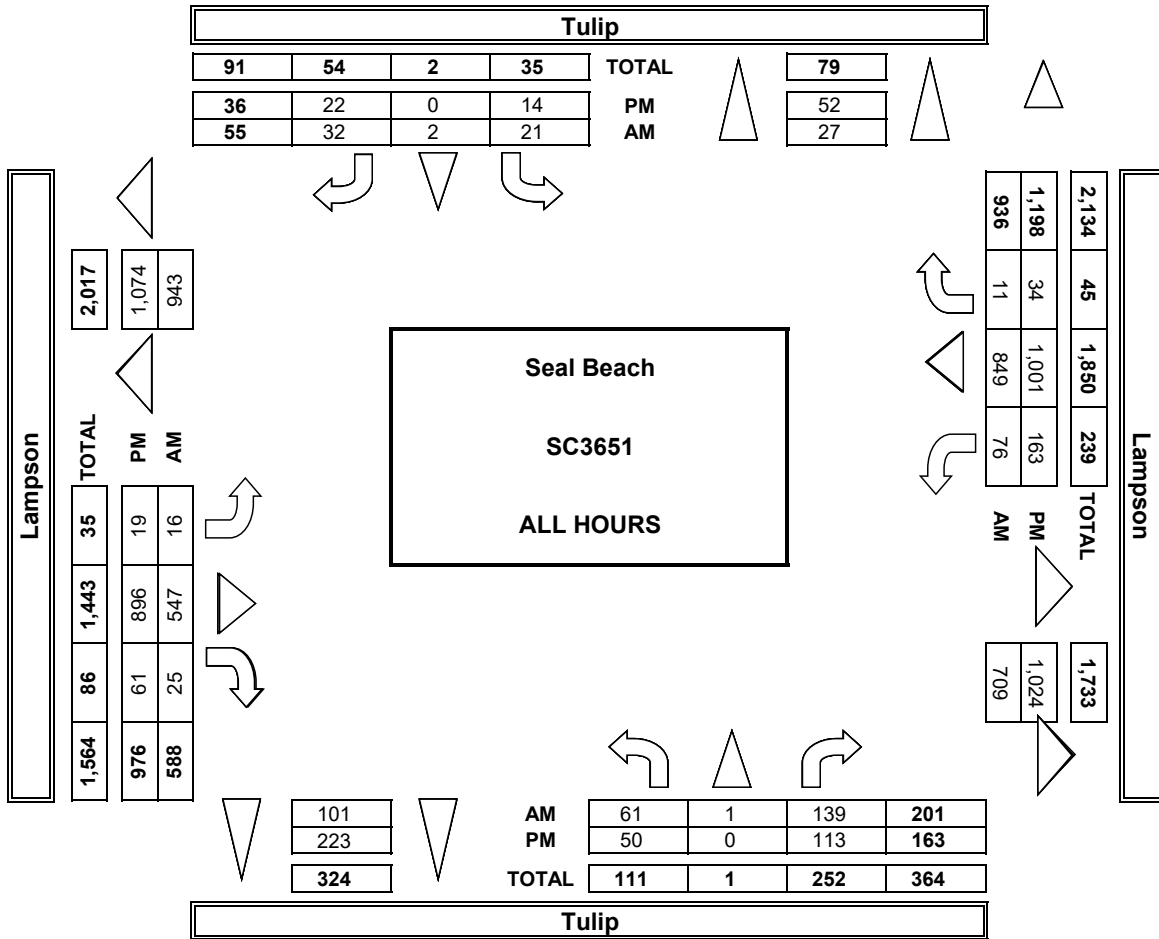 Tulip
91 54 2 35 TOTAL 79
36 22 0 14 PM 52
55 32 2 21 AM 27
Lampson
2,017 1,074 943
TOTAL PM AM
35 19 16
1,443 896 547
86 61 25
1,564 976 588
Seal Beach
SC3651
ALL HOURS
936 1,198 2,134
11 34 45
849 1,001 1,850
76 163 239
AM PM TOTAL
709 1,024 1,733
Lampson
101 AM 61 1 139 201
223 PM 50 0 113 163
324 TOTAL 111 1 252 364
Tulip